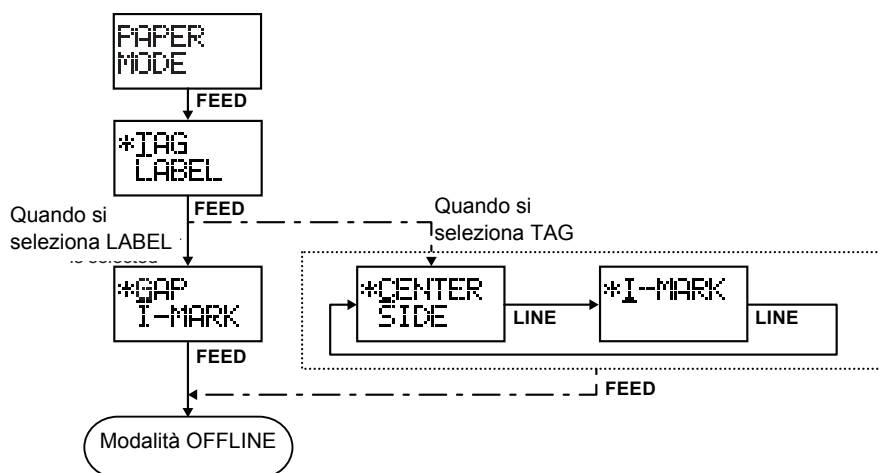 PAPER
MODE
FEED
*TAG
LABEL
FEED
Quando si
seleziona LABEL
Quando si
seleziona TAG
*GAP
I-MARK
*CENTER
SIDE
LINE
*I-MARK
LINE
FEED
FEED
Modalità OFFLINE